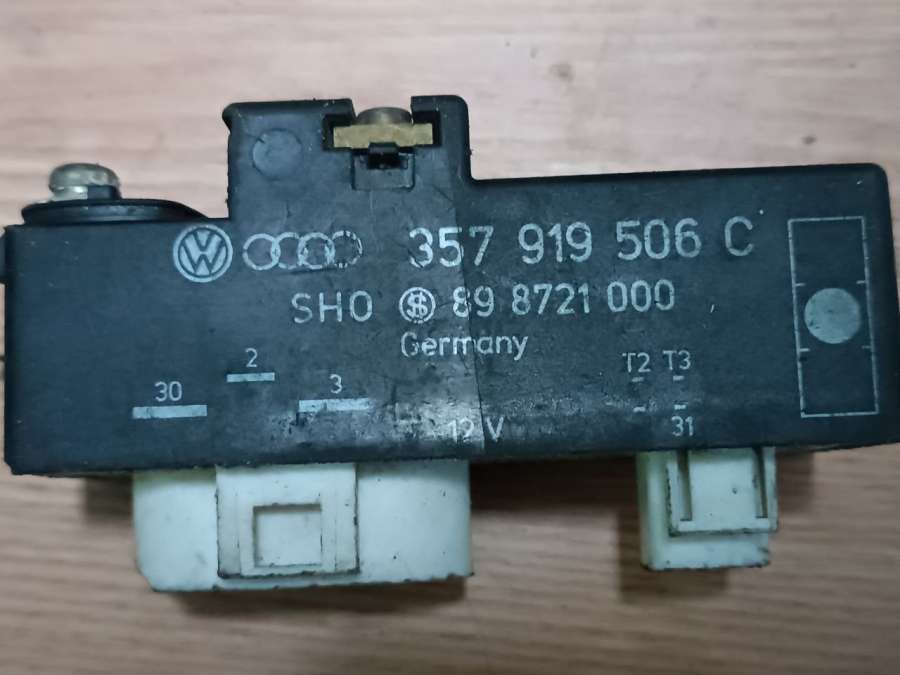 357 919 506 C
SHO 89 8721 000
Germany
2
30
3
T2 T3
12 V
31